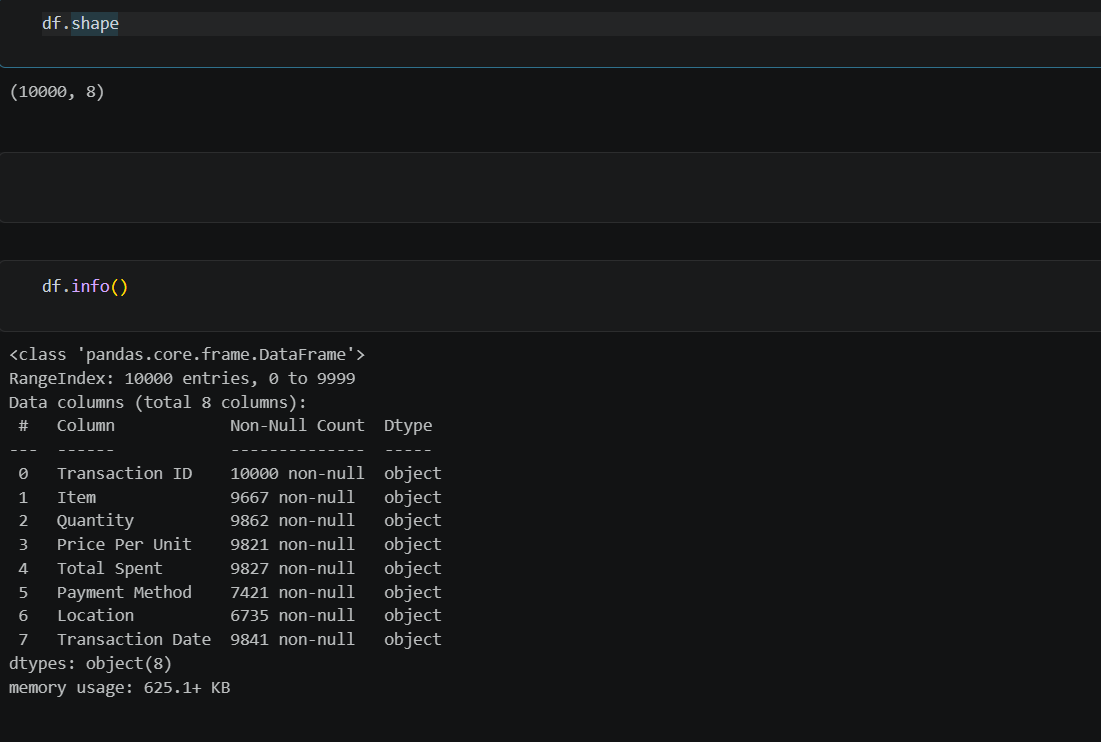 df.shape
(10000, 8)
df.info()
<class 'pandas.core.frame.DataFrame'>
RangeIndex: 10000 entries, 0 to 9999
Data columns (total 8 columns):
 #   Column            Non-Null Count  Dtype
---  ------            --------------  -----
 0   Transaction ID    10000 non-null  object
 1   Item              9667 non-null   object
 2   Quantity          9862 non-null   object
 3   Price Per Unit    9821 non-null   object
 4   Total Spent       9827 non-null   object
 5   Payment Method    7421 non-null   object
 6   Location          6735 non-null   object
 7   Transaction Date  9841 non-null   object
dtypes: object(8)
memory usage: 625.1+ KB